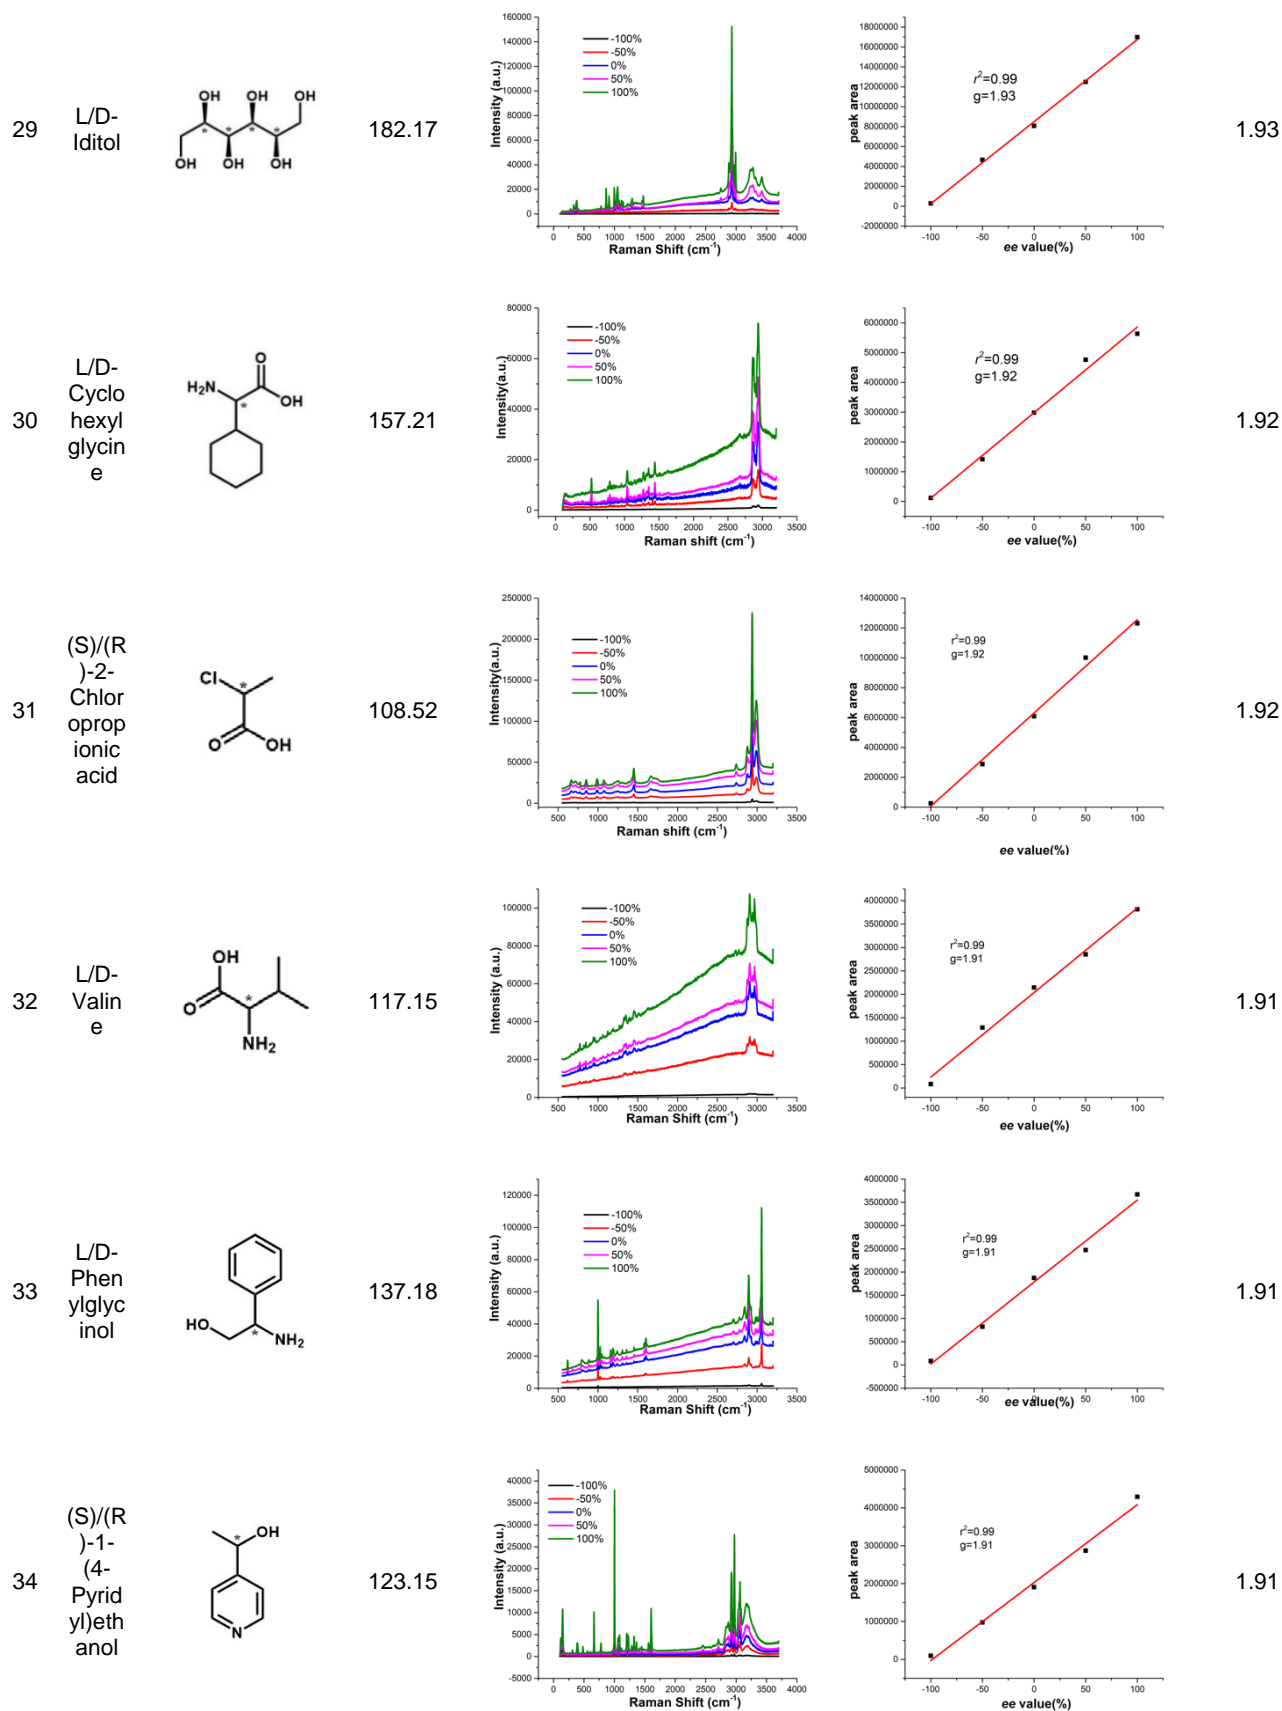 29
L/D-
Iditol
OH OH OH OH
* * * *
OH OH OH OH
182.17
160000
140000
120000
100000
80000
60000
40000
20000
0
Intensity (a.u.)
-100%
-50%
0%
50%
100%
0 500 1000 1500 2000 2500 3000 3500 4000
Raman Shift (cm⁻¹)
18000000
16000000
14000000
12000000
10000000
8000000
6000000
4000000
2000000
0
-2000000
peak area
r²=0.99
g=1.93
-100 -50 0 50 100
ee value(%)
1.93
30
L/D-
Cyclo
hexyl
glycin
e
O
H₂N
OH
*
157.21
80000
60000
40000
20000
0
Intensity(a.u.)
-100%
-50%
0%
50%
100%
0 500 1000 1500 2000 2500 3000 3500
Raman shift (cm⁻¹)
6000000
5000000
4000000
3000000
2000000
1000000
0
peak area
r²=0.99
g=1.92
-100 -50 0 50 100
ee value(%)
1.92
31
(S)/(R
)-2-
Chlor
oprop
ionic
acid
Cl *
O OH
108.52
250000
200000
150000
100000
50000
0
Intensity(a.u.)
-100%
-50%
0%
50%
100%
500 1000 1500 2000 2500 3000 3500
Raman shift (cm⁻¹)
14000000
12000000
10000000
8000000
6000000
4000000
2000000
0
peak area
r²=0.99
g=1.92
-100 -50 0 50 100
ee value(%)
1.92
32
L/D-
Valin
e
OH
O *
NH₂
117.15
100000
80000
60000
40000
20000
0
Intensity (a.u.)
-100%
-50%
0%
50%
100%
500 1000 1500 2000 2500 3000 3500
Raman Shift (cm⁻¹)
4000000
3500000
3000000
2500000
2000000
1500000
1000000
500000
0
peak area
r²=0.99
g=1.91
-100 -50 0 50 100
ee value(%)
1.91
33
L/D-
Phen
ylglyc
inol
HO * NH₂
137.18
120000
100000
80000
60000
40000
20000
0
Intensity (a.u.)
-100%
-50%
0%
50%
100%
500 1000 1500 2000 2500 3000 3500
Raman Shift (cm⁻¹)
4000000
3500000
3000000
2500000
2000000
1500000
1000000
500000
0
-500000
peak area
r²=0.99
g=1.91
-100 -50 0 50 100
ee value(%)
1.91
34
(S)/(R
)-1-
(4-
Pyrid
yl)eth
anol
* OH
N
123.15
40000
35000
30000
25000
20000
15000
10000
5000
0
-5000
Intensity (a.u.)
-100%
-50%
0%
50%
100%
0 500 1000 1500 2000 2500 3000 3500 4000
Raman Shift (cm⁻¹)
5000000
4000000
3000000
2000000
1000000
0
peak area
r²=0.99
g=1.91
-100 -50 0 50 100
ee value(%)
1.91